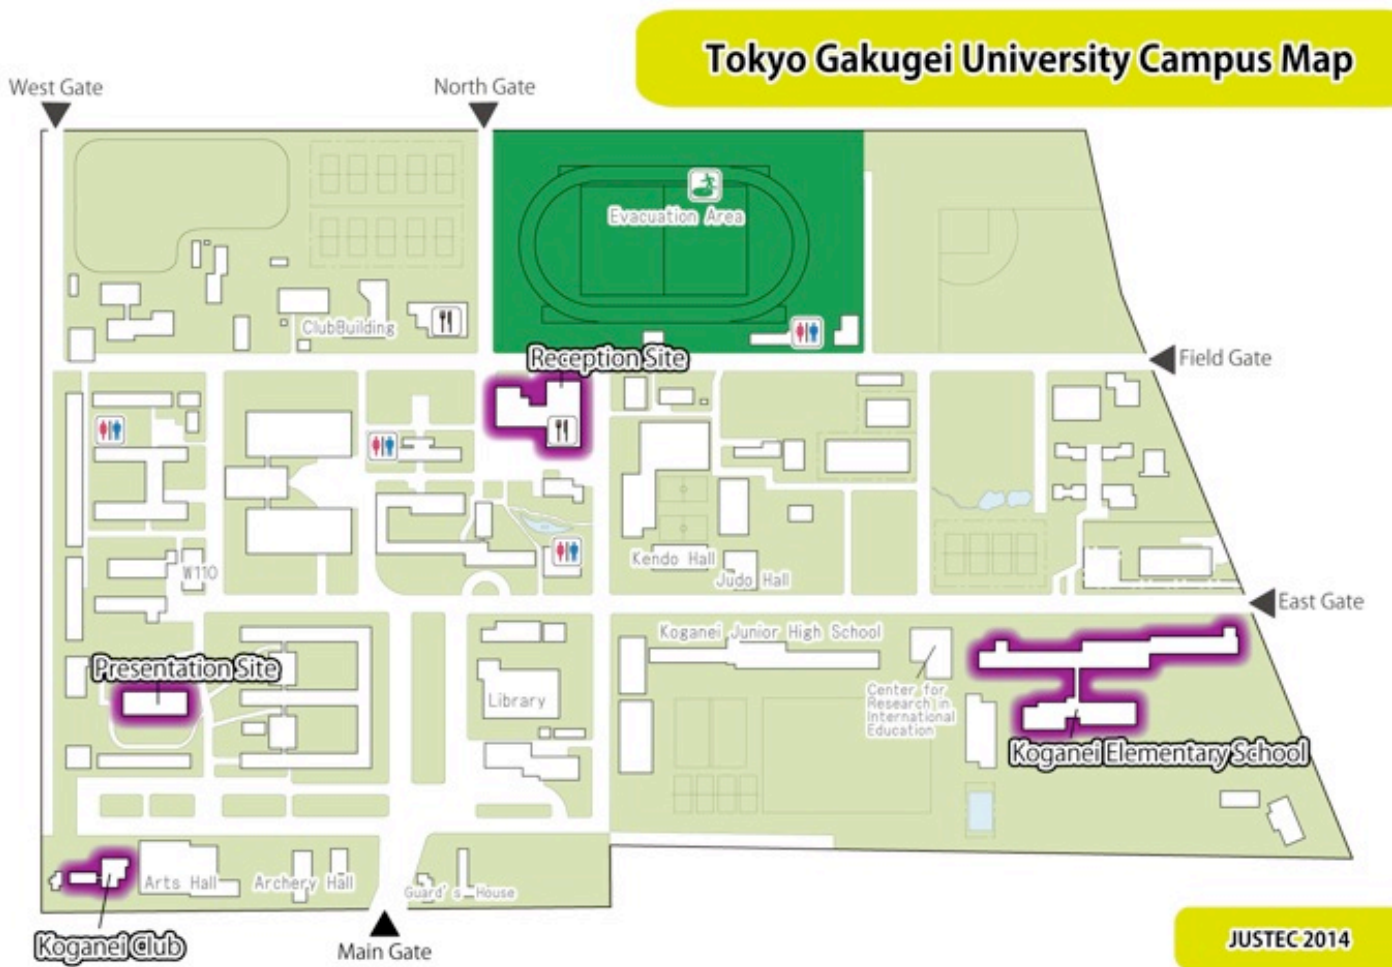 Tokyo Gakugei University Campus Map
West Gate
North Gate
Evacuation Area
ClubBuilding
Reception Site
Field Gate
W110
Kendo Hall
Judo Hall
East Gate
Koganei Junior High School
Presentation Site
Library
Center for
Research in
International
Education
Koganei Elementary School
Arts Hall
Archery Hall
Guard's House
Koganei Club
Main Gate
JUSTEC 2014